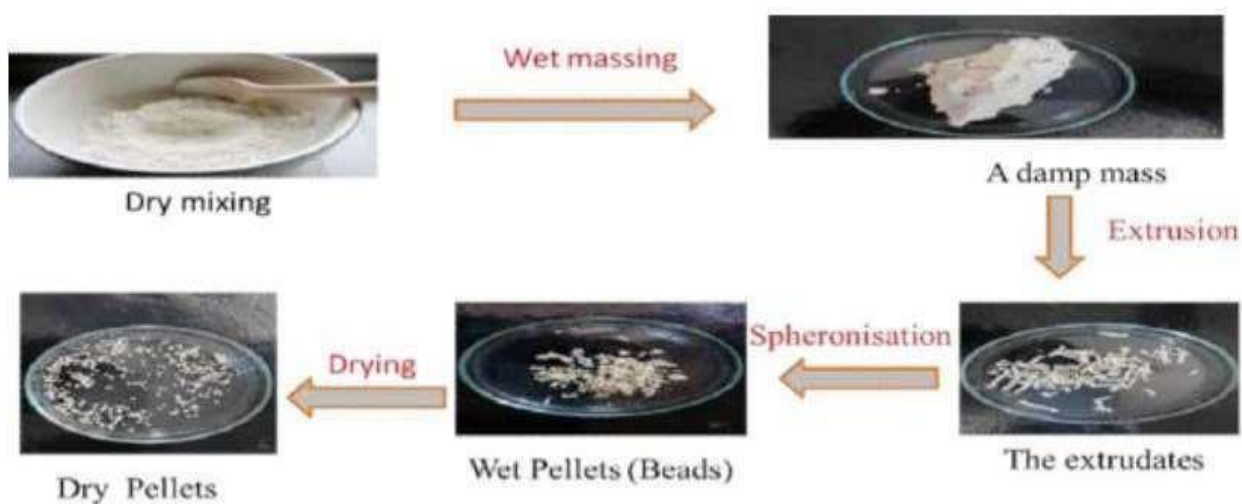 Wet massing
Dry mixing
A damp mass
Extrusion
Spheronisation
Drying
The extrudates
Wet Pellets (Beads)
Dry Pellets